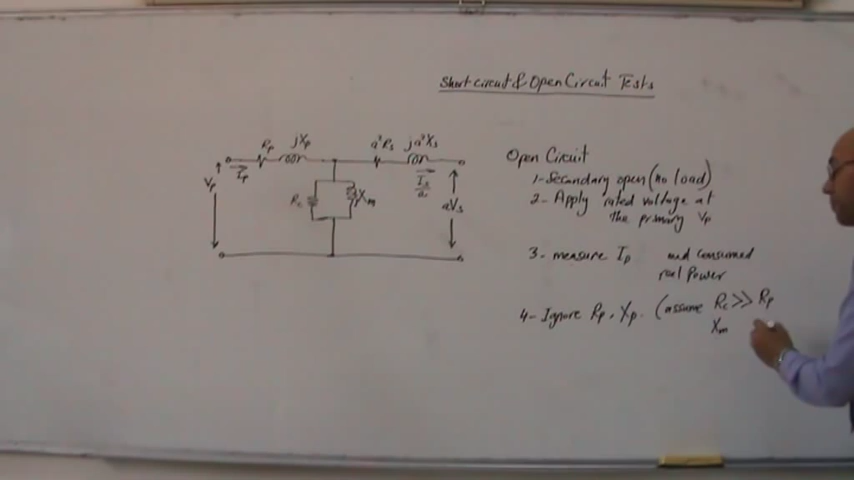 Short circuit & Open Circuit Tests
Rp jXp a²Rs ja²Xs
Vp Ip Rc Xm Is/a aVs
Open Circuit
1- Secondary open (no load)
2- Apply rated voltage at
the primary Vp
3- measure Ip and consumed
real Power
4- Ignore Rp, Xp. (assume Rc >> Rp
Xm